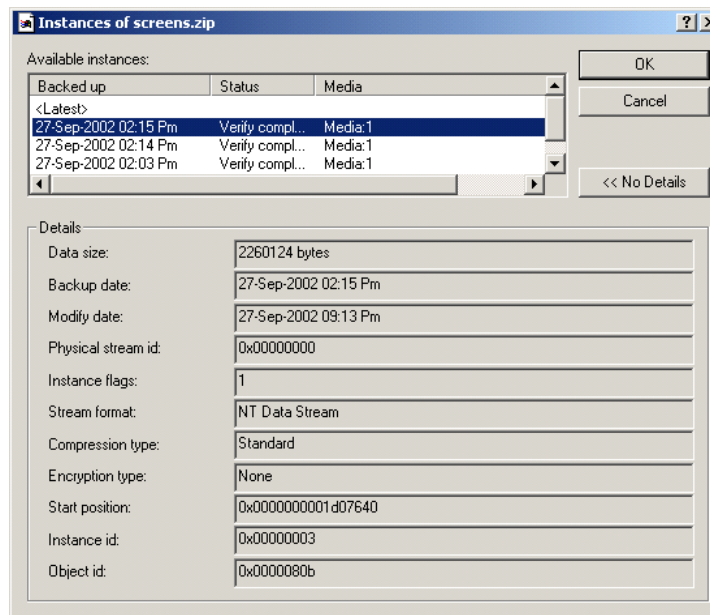 Instances of screens.zip
Available instances:
Backed up Status Media
<Latest>
27-Sep-2002 02:15 Pm Verify compl... Media:1
27-Sep-2002 02:14 Pm Verify compl... Media:1
27-Sep-2002 02:03 Pm Verify compl... Media:1
OK
Cancel
<< No Details
Details
Data size: 2260124 bytes
Backup date: 27-Sep-2002 02:15 Pm
Modify date: 27-Sep-2002 09:13 Pm
Physical stream id: 0x00000000
Instance flags: 1
Stream format: NT Data Stream
Compression type: Standard
Encryption type: None
Start position: 0x0000000001d07640
Instance id: 0x00000003
Object id: 0x0000080b